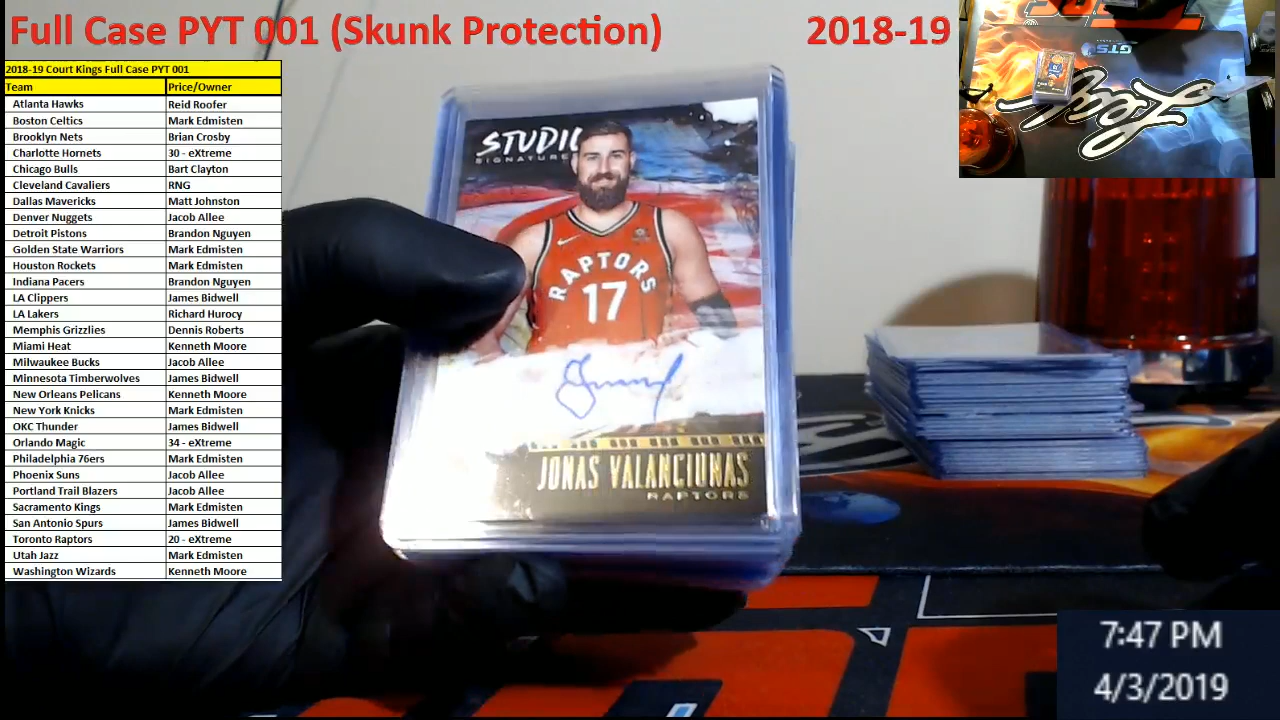 Full Case PYT 001 (Skunk Protection) 2018-19
2018-19 Court Kings Full Case PYT 001
Team Price/Owner
Atlanta Hawks Reid Roofer
Boston Celtics Mark Edmisten
Brooklyn Nets Brian Crosby
Charlotte Hornets 30 - eXtreme
Chicago Bulls Bart Clayton
Cleveland Cavaliers RNG
Dallas Mavericks Matt Johnston
Denver Nuggets Jacob Allee
Detroit Pistons Brandon Nguyen
Golden State Warriors Mark Edmisten
Houston Rockets Mark Edmisten
Indiana Pacers Brandon Nguyen
LA Clippers James Bidwell
LA Lakers Richard Hurocy
Memphis Grizzlies Dennis Roberts
Miami Heat Kenneth Moore
Milwaukee Bucks Jacob Allee
Minnesota Timberwolves James Bidwell
New Orleans Pelicans Kenneth Moore
New York Knicks Mark Edmisten
OKC Thunder James Bidwell
Orlando Magic 34 - eXtreme
Philadelphia 76ers Mark Edmisten
Phoenix Suns Jacob Allee
Portland Trail Blazers Jacob Allee
Sacramento Kings Mark Edmisten
San Antonio Spurs James Bidwell
Toronto Raptors 20 - eXtreme
Utah Jazz Mark Edmisten
Washington Wizards Kenneth Moore
STUDIO
SIGNATURE
RAPTORS
17
JONAS VALANCIUNAS
RAPTORS
GTS
Leaf
7:47 PM
4/3/2019